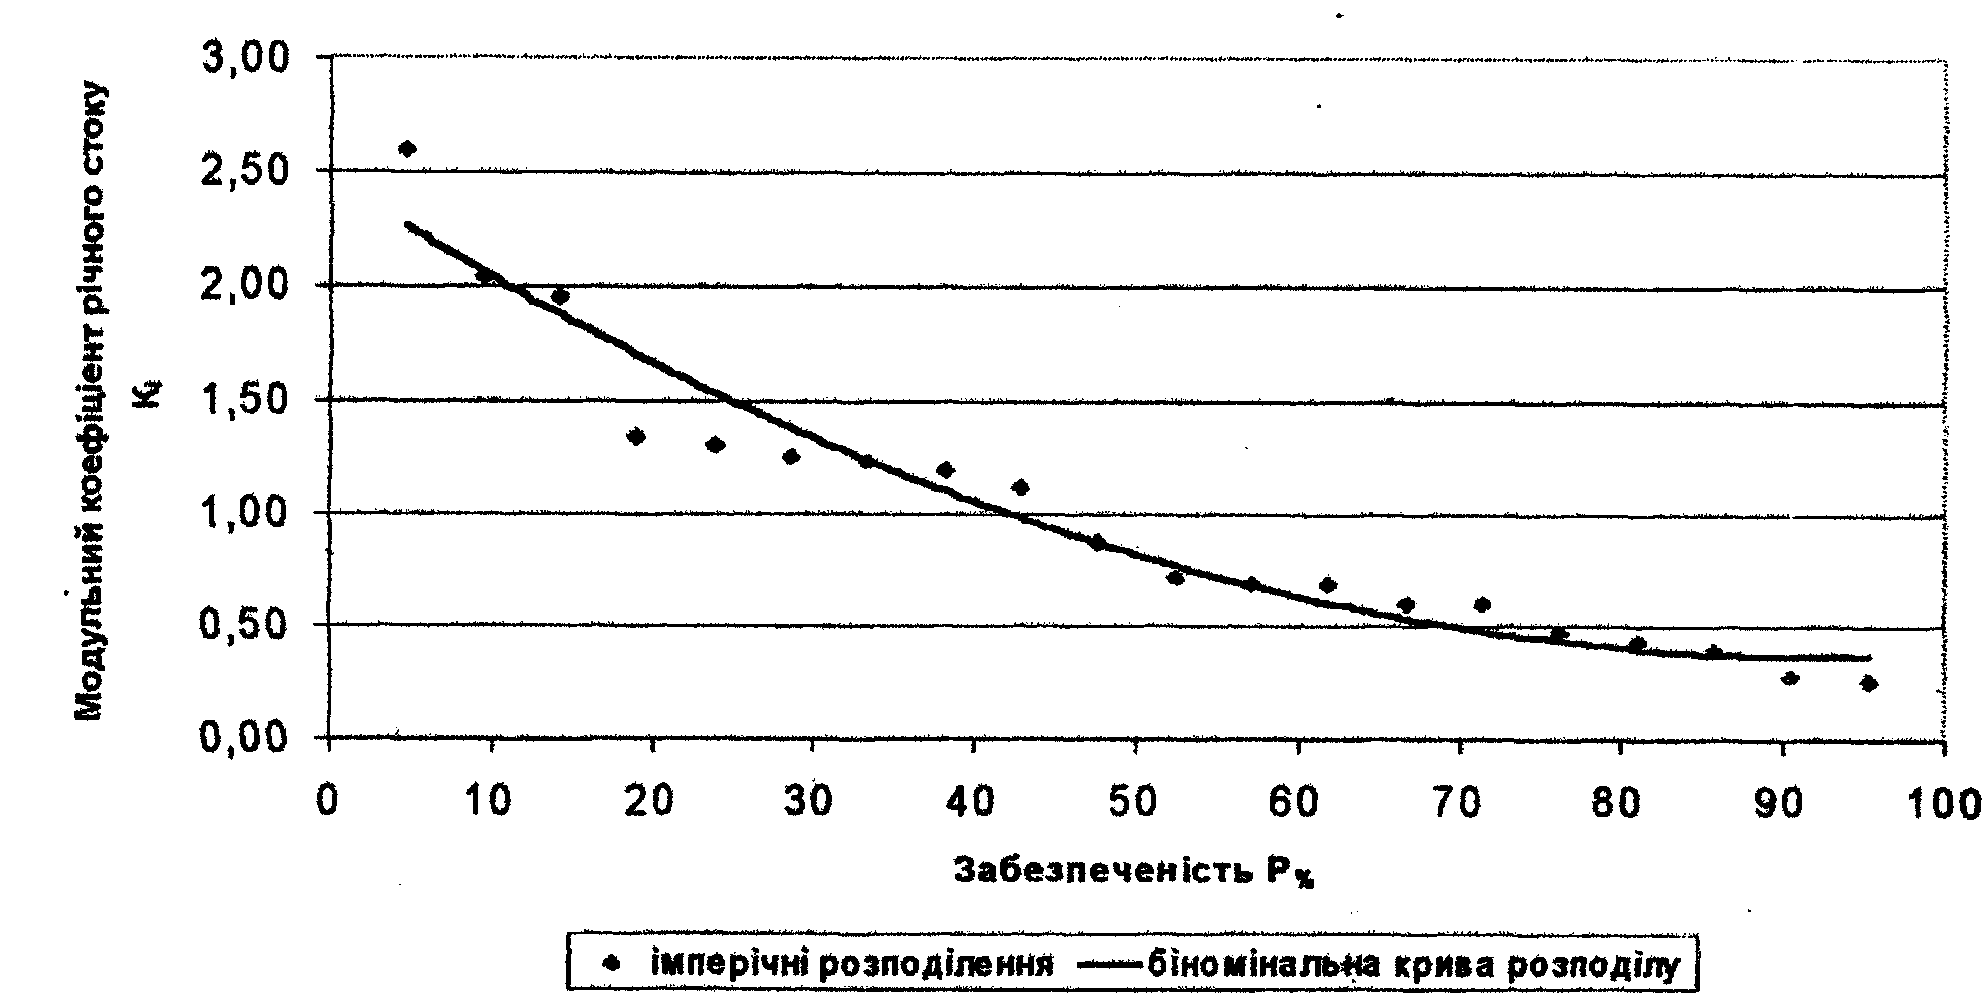 3,00
2,50
2,00
1,50
1,00
0,50
0,00
Модульний коефіцієнт річного стоку
Кі
0 10 20 30 40 50 60 70 80 90 100
Забезпеченість Р%
імперічні розподілення біномінальна крива розподілу